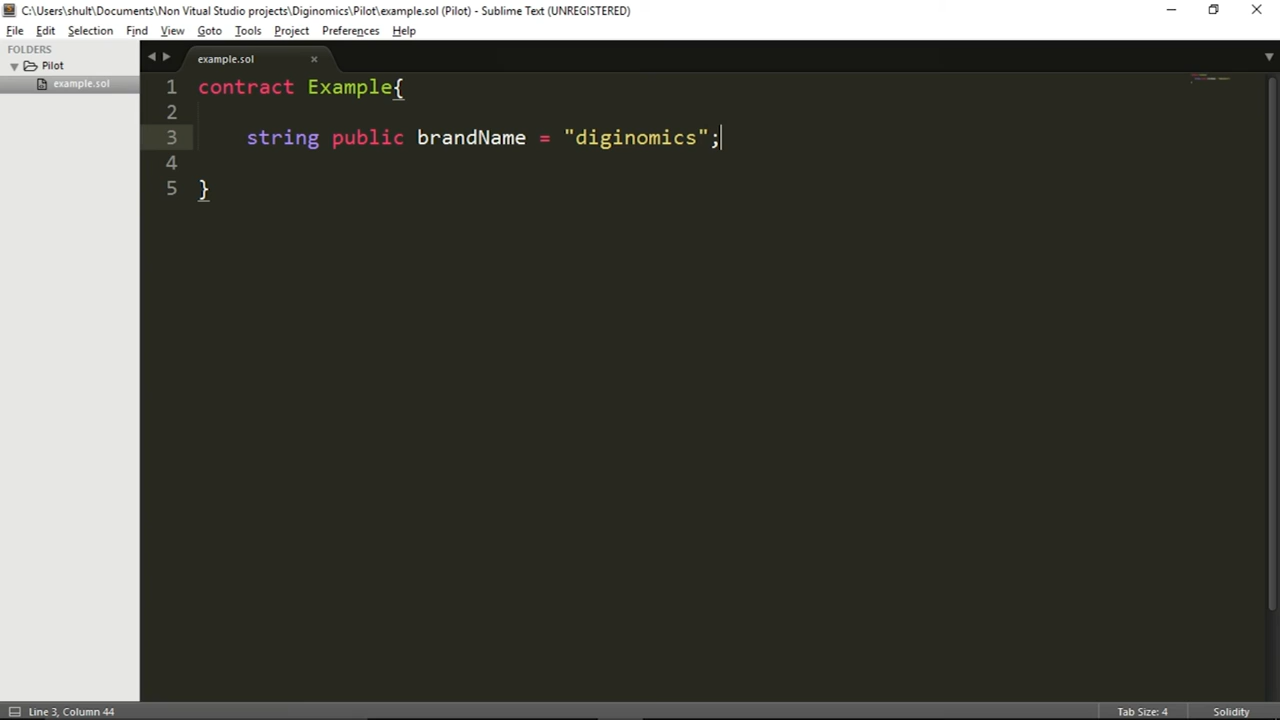 C:\Users\shult\Documents\Non Vitual Studio projects\Diginomics\Pilot\example.sol (Pilot) - Sublime Text (UNREGISTERED)
File Edit Selection Find View Goto Tools Project Preferences Help
FOLDERS
Pilot
example.sol
example.sol
1 contract Example{
2
3 string public brandName = "diginomics";
4
5 }
Line 3, Column 44
Tab Size: 4
Solidity